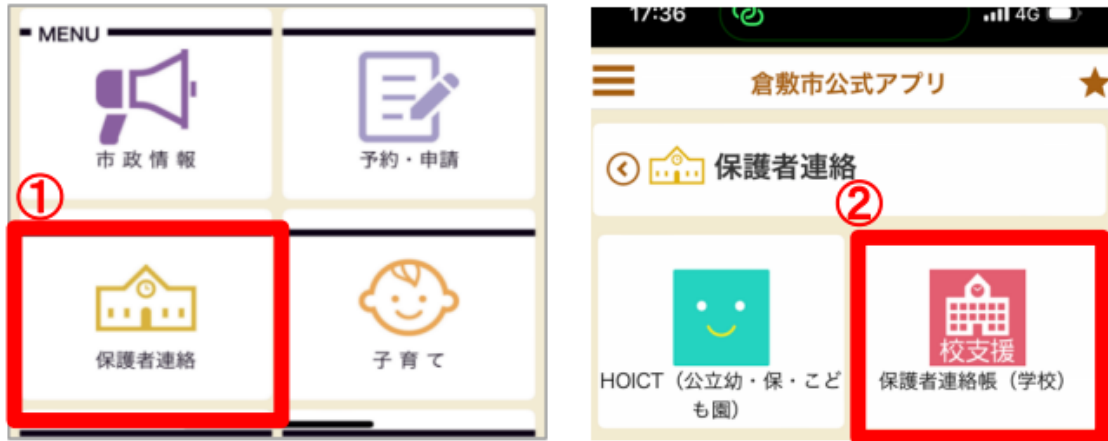 MENU
市政情報
予約・申請
①
保護者連絡
子育て
17:36
4G
倉敷市公式アプリ
保護者連絡
②
HOICT（公立幼・保・こど
も園）
校支援
保護者連絡帳（学校）